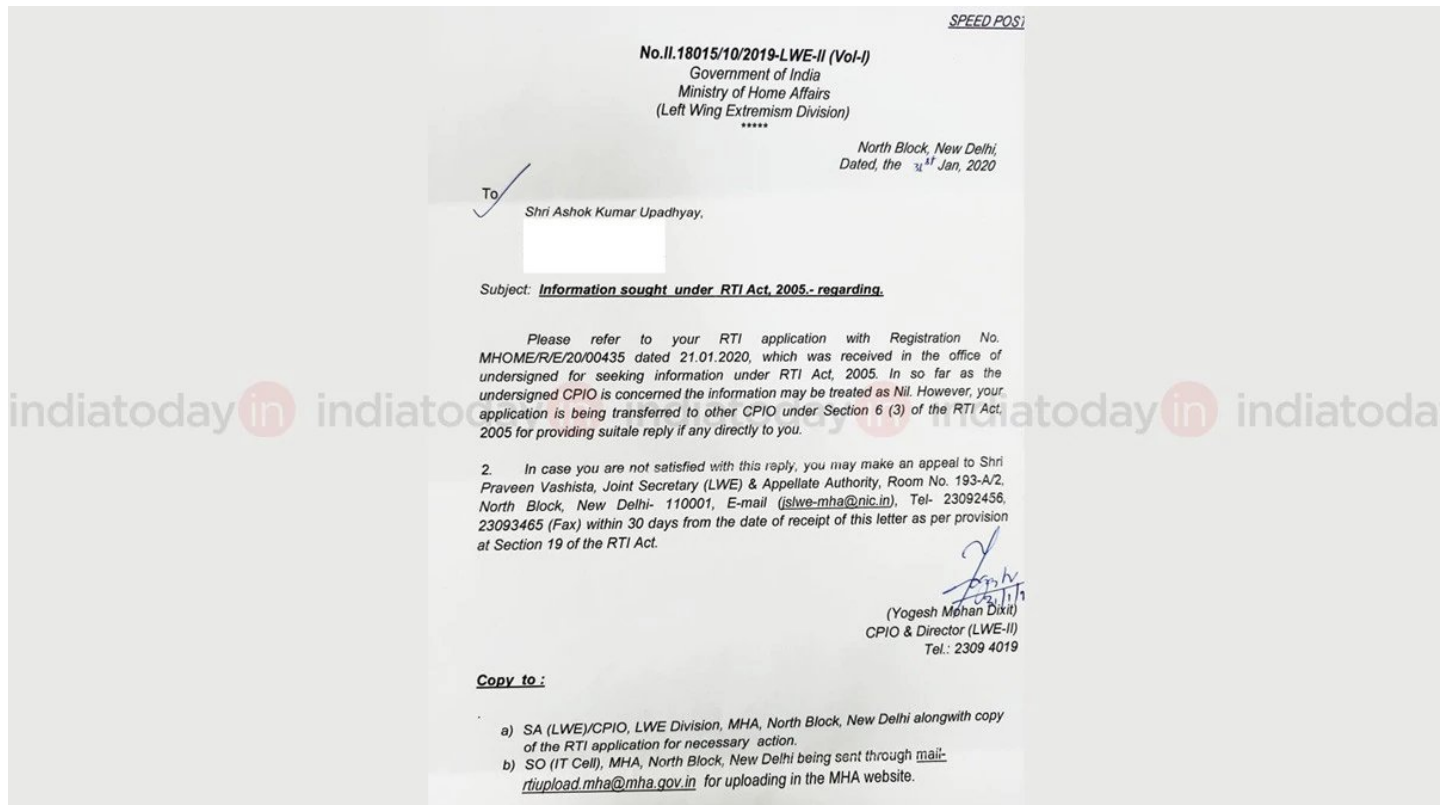 SPEED POST
No.II.18015/10/2019-LWE-II (Vol-I)
Government of India
Ministry of Home Affairs
(Left Wing Extremism Division)
*****
North Block, New Delhi,
Dated, the 31st Jan, 2020
To
Shri Ashok Kumar Upadhyay,
Subject: Information sought under RTI Act, 2005.- regarding.
Please refer to your RTI application with Registration No.
MHOME/R/E/20/00435 dated 21.01.2020, which was received in the office of
undersigned for seeking information under RTI Act, 2005. In so far as the
undersigned CPIO is concerned the information may be treated as Nil. However, your
application is being transferred to other CPIO under Section 6 (3) of the RTI Act,
2005 for providing suitale reply if any directly to you.
2. In case you are not satisfied with this reply, you may make an appeal to Shri
Praveen Vashista, Joint Secretary (LWE) & Appellate Authority, Room No. 193-A/2,
North Block, New Delhi- 110001, E-mail (jslwe-mha@nic.in), Tel- 23092456,
23093465 (Fax) within 30 days from the date of receipt of this letter as per provision
at Section 19 of the RTI Act.
(Yogesh Mohan Dixit)
CPIO & Director (LWE-II)
Tel.: 2309 4019
Copy to :
a) SA (LWE)/CPIO, LWE Division, MHA, North Block, New Delhi alongwith copy
of the RTI application for necessary action.
b) SO (IT Cell), MHA, North Block, New Delhi being sent through mail-
rtiupload.mha@mha.gov.in for uploading in the MHA website.
indiatoday in indiatoday in indiatoday in indiatoday in indiatoda